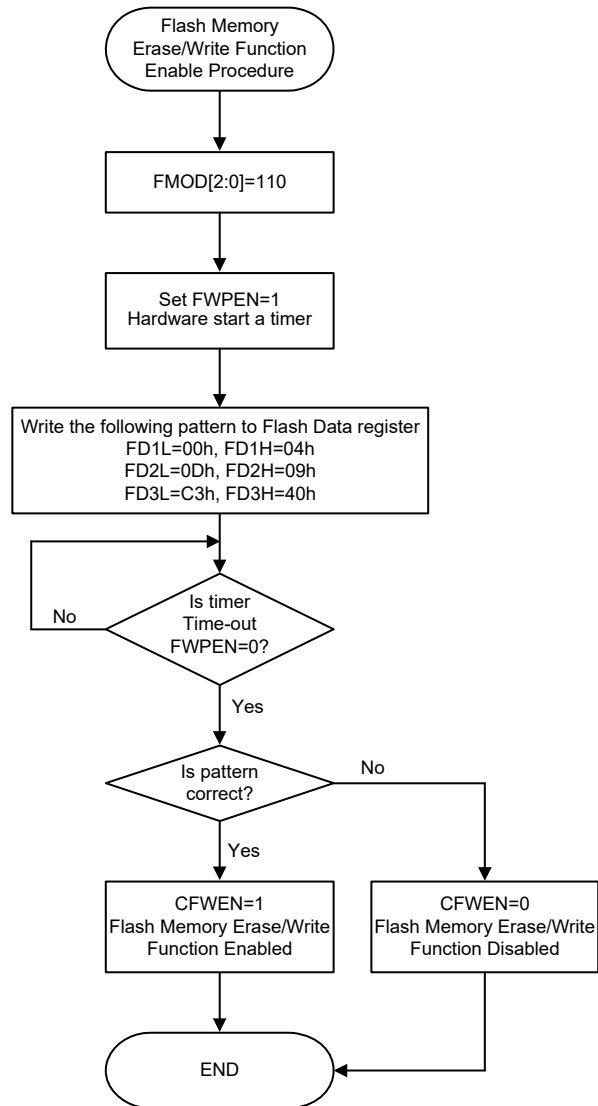 Flash Memory
Erase/Write Function
Enable Procedure
FMOD[2:0]=110
Set FWPEN=1
Hardware start a timer
Write the following pattern to Flash Data register
FD1L=00h, FD1H=04h
FD2L=0Dh, FD2H=09h
FD3L=C3h, FD3H=40h
Is timer
Time-out
FWPEN=0?
No
Yes
Is pattern
correct?
No
Yes
CFWEN=1
Flash Memory Erase/Write
Function Enabled
CFWEN=0
Flash Memory Erase/Write
Function Disabled
END